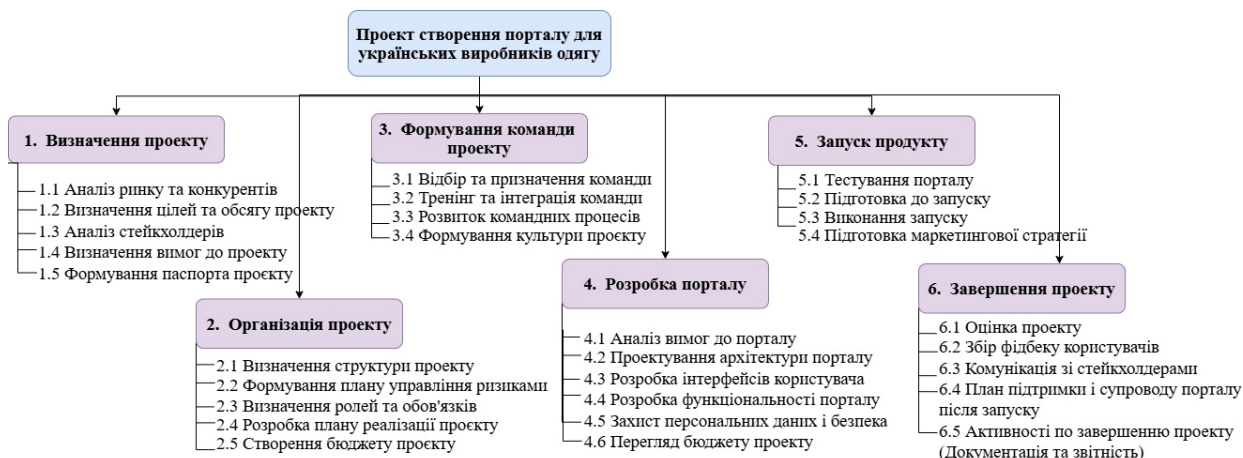 Проект створення порталу для
українських виробників одягу
1. Визначення проекту
1.1 Аналіз ринку та конкурентів
1.2 Визначення цілей та обсягу проекту
1.3 Аналіз стейкхолдерів
1.4 Визначення вимог до проекту
1.5 Формування паспорта проєкту
2. Організація проекту
2.1 Визначення структури проекту
2.2 Формування плану управління ризиками
2.3 Визначення ролей та обов'язків
2.4 Розробка плану реалізації проєкту
2.5 Створення бюджету проєкту
3. Формування команди
проекту
3.1 Відбір та призначення команди
3.2 Тренінг та інтеграція команди
3.3 Розвиток командних процесів
3.4 Формування культури проєкту
4. Розробка порталу
4.1 Аналіз вимог до порталу
4.2 Проектування архітектури порталу
4.3 Розробка інтерфейсів користувача
4.4 Розробка функціональності порталу
4.5 Захист персональних даних і безпека
4.6 Перегляд бюджету проекту
5. Запуск продукту
5.1 Тестування порталу
5.2 Підготовка до запуску
5.3 Виконання запуску
5.4 Підготовка маркетингової стратегії
6. Завершення проекту
6.1 Оцінка проекту
6.2 Збір фідбеку користувачів
6.3 Комунікація зі стейкхолдерами
6.4 План підтримки і супроводу порталу
після запуску
6.5 Активності по завершенню проекту
(Документація та звітність)